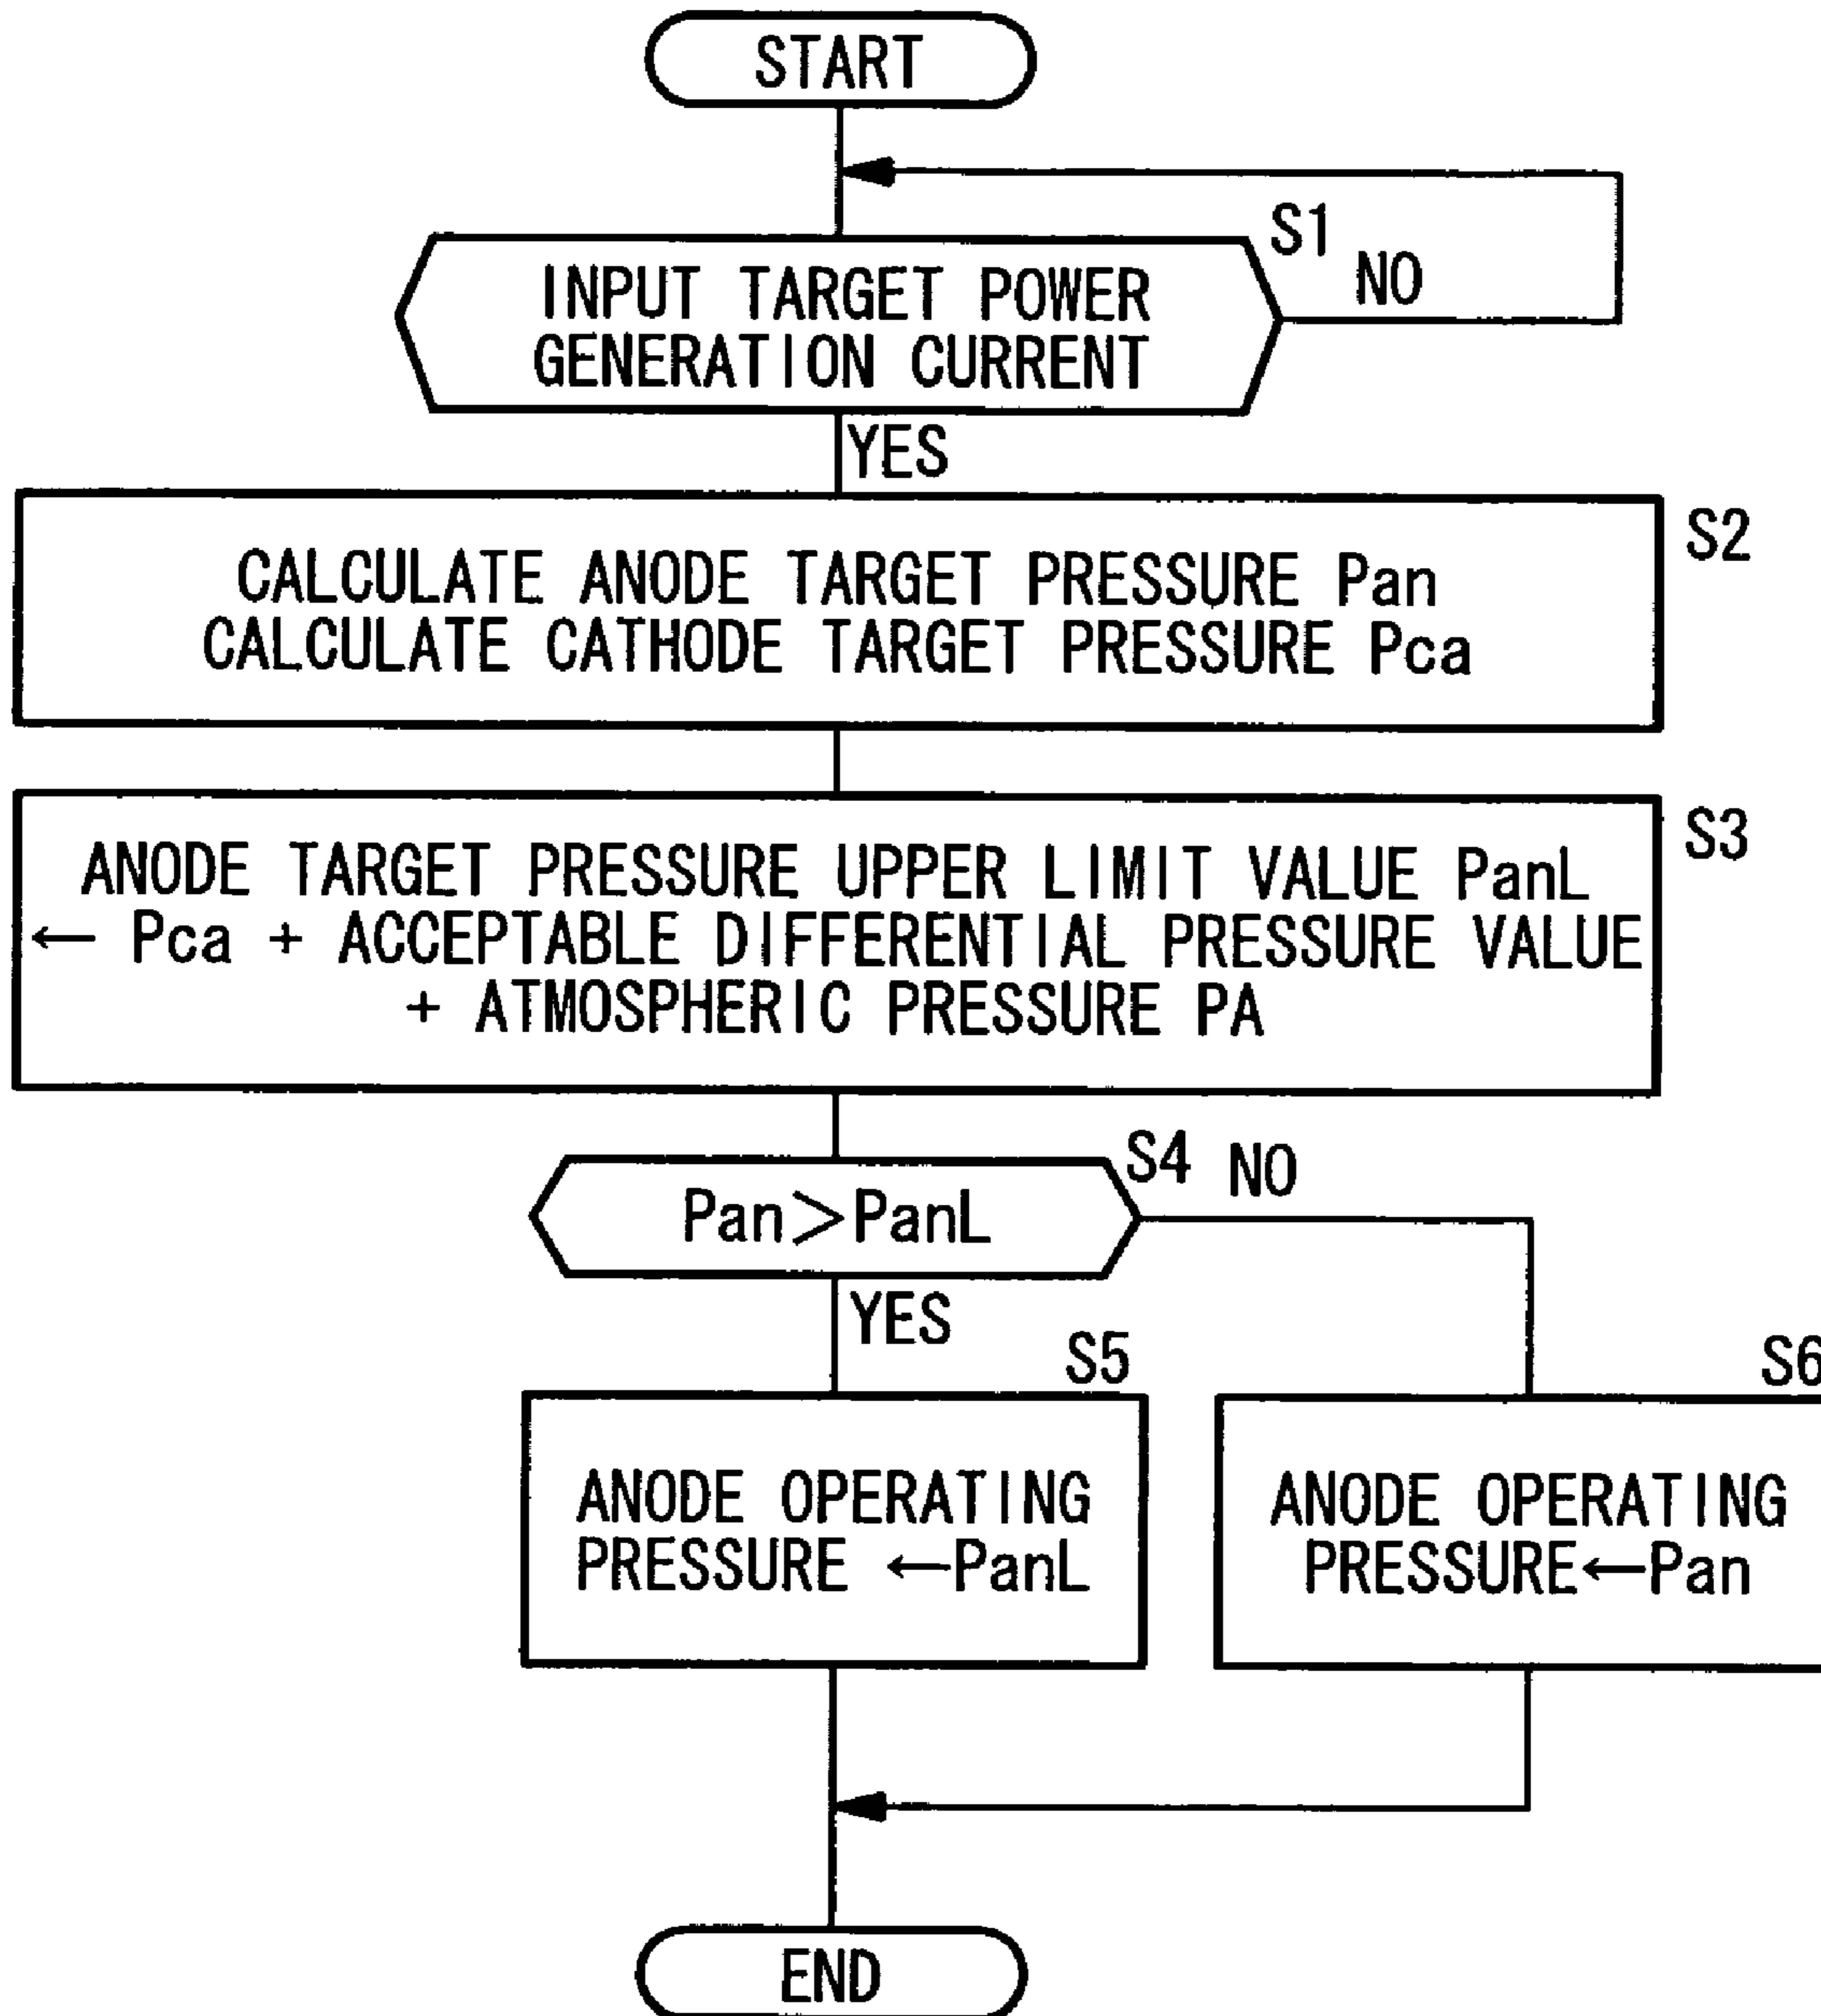 START
S1
NO
INPUT TARGET POWER
GENERATION CURRENT
YES
S2
CALCULATE ANODE TARGET PRESSURE Pan
CALCULATE CATHODE TARGET PRESSURE Pca
S3
ANODE TARGET PRESSURE UPPER LIMIT VALUE PanL
← Pca + ACCEPTABLE DIFFERENTIAL PRESSURE VALUE
+ ATMOSPHERIC PRESSURE PA
S4
NO
Pan>PanL
YES
S5
S6
ANODE OPERATING
PRESSURE ←PanL
ANODE OPERATING
PRESSURE←Pan
END